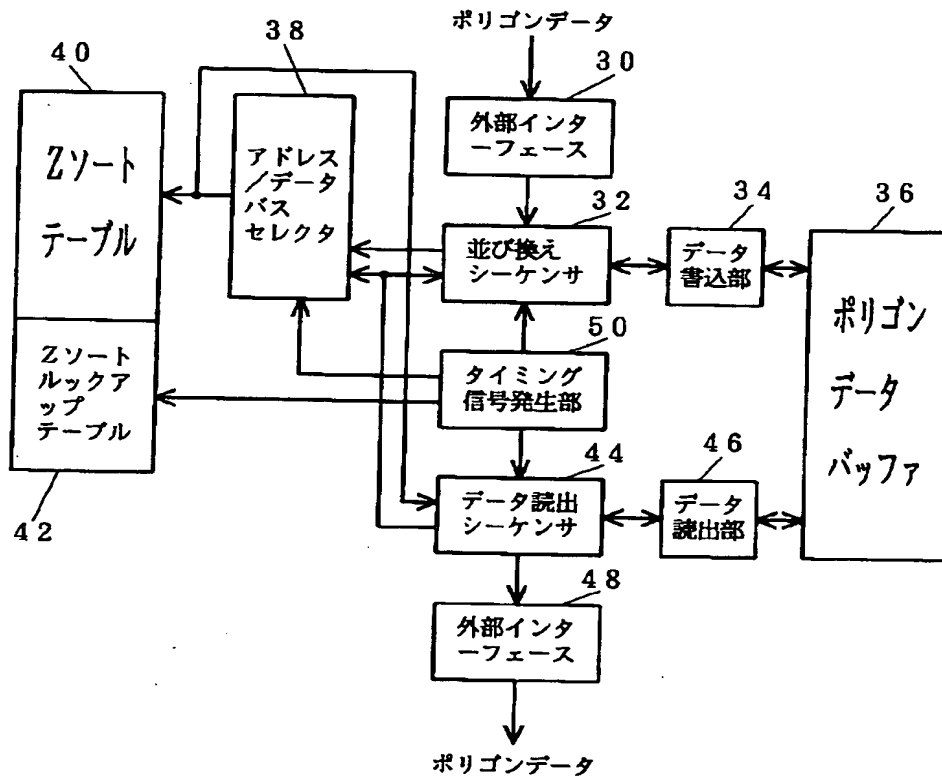 ポリゴンデータ
４０
３８
３０
外部インタ
ーフェース
Ｚソート
テーブル
アドレス
／データ
バス
セレクタ
３２
３４
３６
並び換え
シーケンサ
データ
書込部
ポリゴン
データ
バッファ
５０
タイミング
信号発生部
Ｚソート
ルックア
ップ
テーブル
４２
４４
４６
データ読出
シーケンサ
データ
読出部
４８
外部インタ
ーフェース
ポリゴンデータ